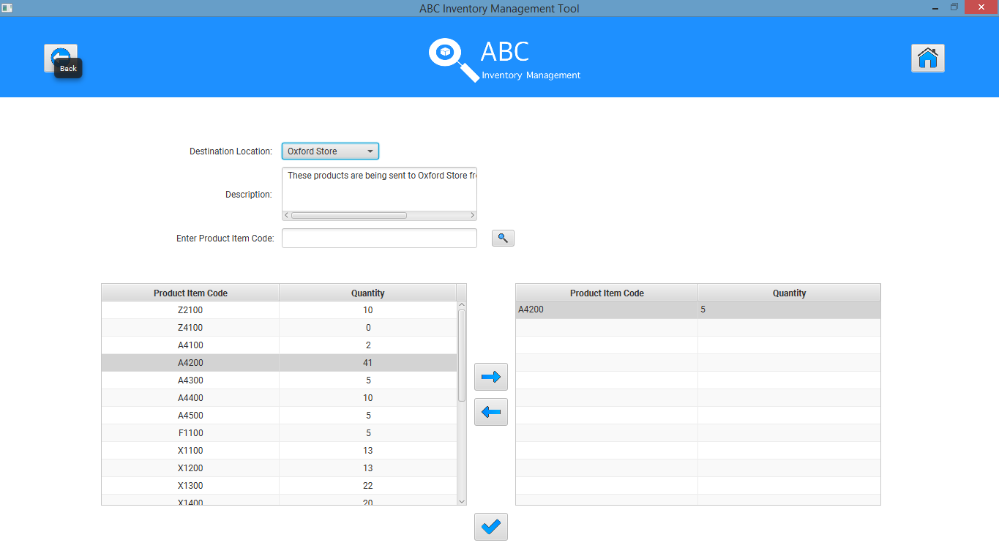 ABC Inventory Management Tool
Back
ABC
Inventory Management
Destination Location: Oxford Store
Description: These products are being sent to Oxford Store fr
Enter Product Item Code:
Product Item Code Quantity
Z2100 10
Z4100 0
A4100 2
A4200 41
A4300 5
A4400 10
A4500 5
F1100 5
X1100 13
X1200 13
X1300 22
X1400 20
Product Item Code Quantity
A4200 5